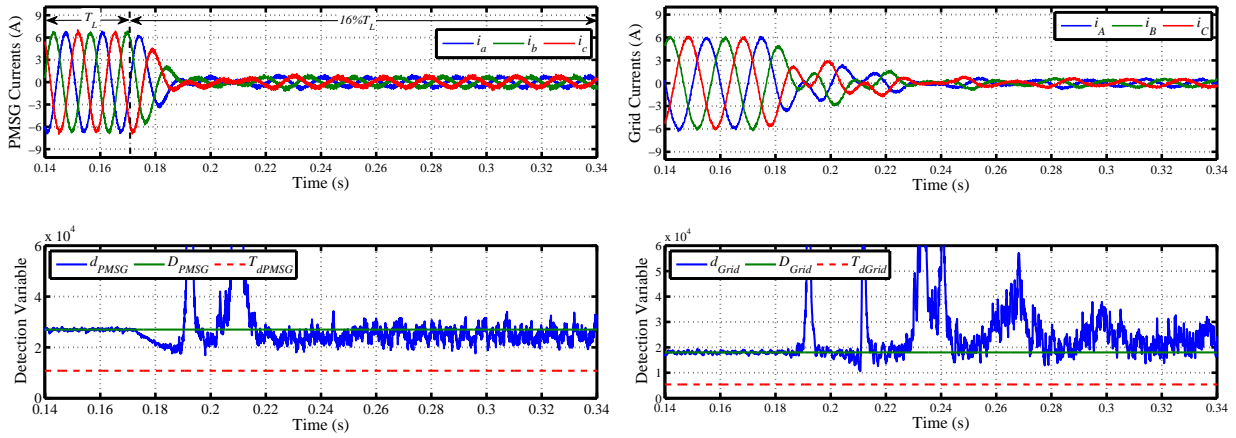 T_L 16%T_L
i_a i_b i_c
PMSG Currents (A)
9
6
3
0
−3
−6
−9
0.14 0.16 0.18 0.2 0.22 0.24 0.26 0.28 0.3 0.32 0.34
Time (s)
i_A i_B i_C
Grid Currents (A)
9
6
3
0
−3
−6
−9
0.14 0.16 0.18 0.2 0.22 0.24 0.26 0.28 0.3 0.32 0.34
Time (s)
x 10^4
d_PMSG D_PMSG T_dPMSG
Detection Variable
6
4
2
0
0.14 0.16 0.18 0.2 0.22 0.24 0.26 0.28 0.3 0.32 0.34
Time (s)
x 10^4
d_Grid D_Grid T_dGrid
Detection Variable
6
5
4
3
2
1
0
0.14 0.16 0.18 0.2 0.22 0.24 0.26 0.28 0.3 0.32 0.34
Time (s)